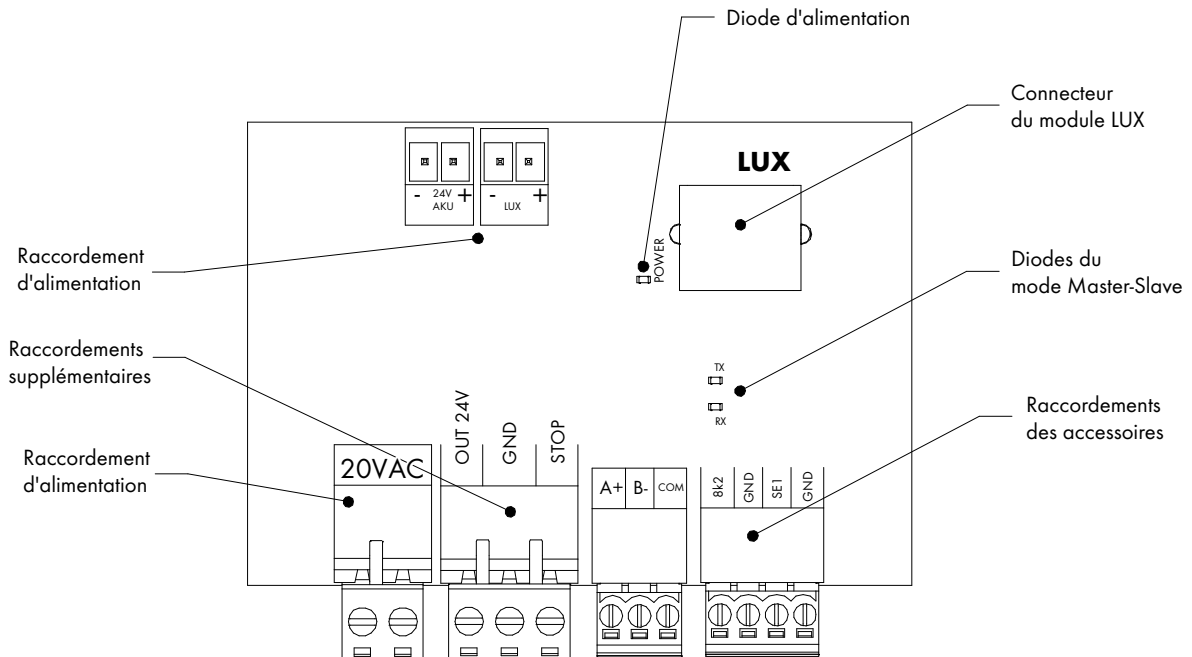 Diode d'alimentation
Connecteur
du module LUX
LUX
- 24V +
AKU
- LUX +
POWER
Raccordement
d'alimentation
Diodes du
mode Master-Slave
Raccordements
supplémentaires
TX
RX
Raccordements
des accessoires
Raccordement
d'alimentation
20VAC
OUT 24V
GND
STOP
A+ B- COM
8k2
GND
SE1
GND